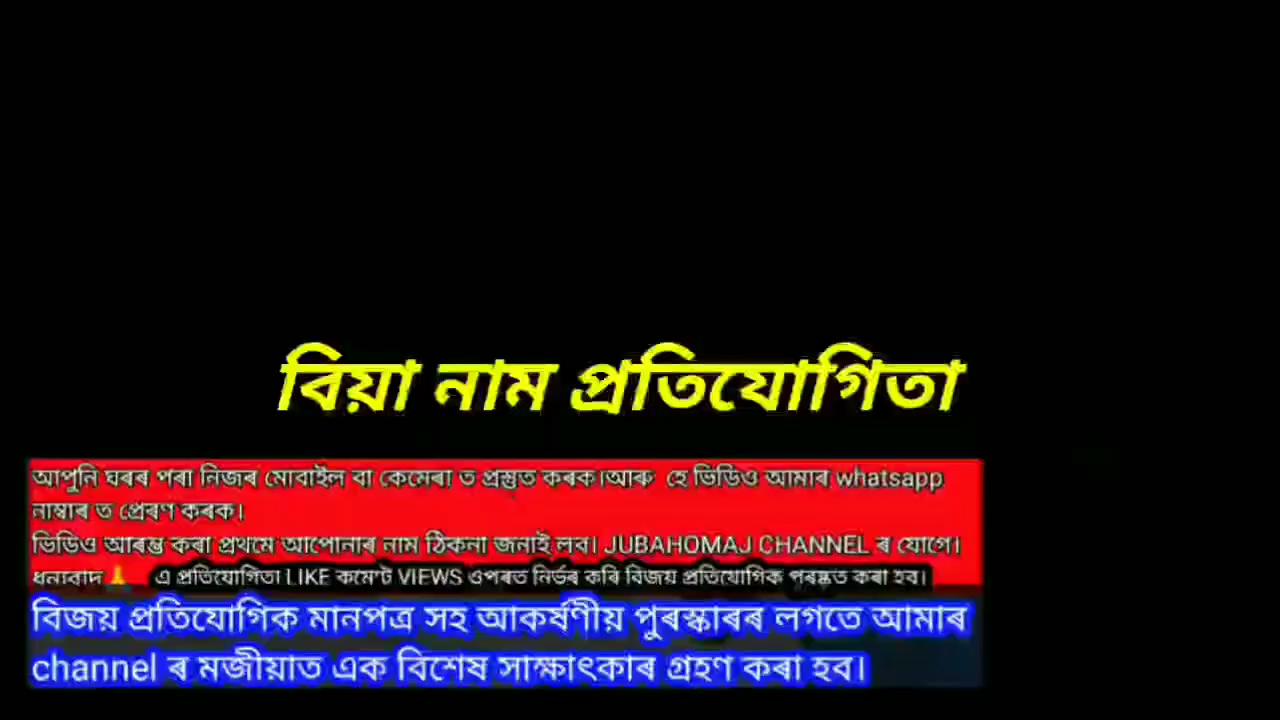 বিয়া নাম প্ৰতিযোগিতা
আপুনি ঘৰৰ পৰা নিজৰ মোবাইল বা কেমেৰা ত প্ৰস্তুত কৰক।আৰু হে ভিডিও আমাৰ whatsapp
নাম্বাৰ ত প্ৰেৰণ কৰক।
ভিডিও আৰম্ভ কৰা প্ৰথমে আপোনাৰ নাম ঠিকনা জনাই লব। JUBAHOMAJ CHANNEL ৰ যোগে।
ধন্যবাদ🙏 এ প্ৰতিযোগিতা LIKE কমেন্ট VIEWS ওপৰত নিৰ্ভৰ কৰি বিজয় প্ৰতিযোগিক পূৰষ্কৃত কৰা হব।
বিজয় প্ৰতিযোগিক মানপত্ৰ সহ আকৰ্ষণীয় পুৰস্কাৰৰ লগতে আমাৰ
channel ৰ মজীয়াত এক বিশেষ সাক্ষাৎকাৰ গ্ৰহণ কৰা হব।